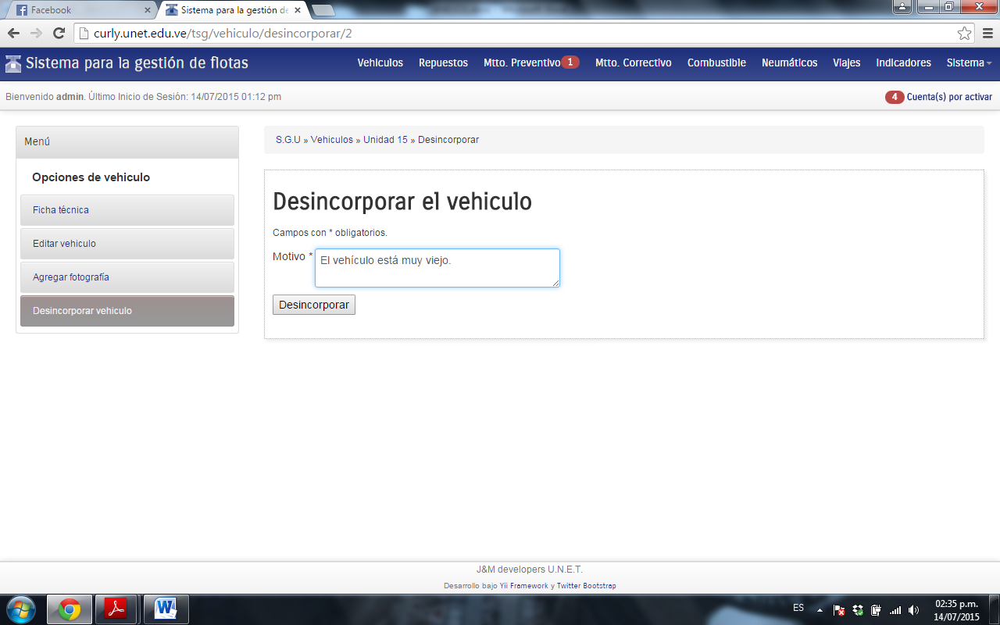 Facebook
Sistema para la gestión de
curly.unet.edu.ve/tsg/vehiculo/desincorporar/2
Sistema para la gestión de flotas
Vehiculos Repuestos Mtto. Preventivo 1 Mtto. Correctivo Combustible Neumáticos Viajes Indicadores Sistema
Bienvenido admin. Último Inicio de Sesión: 14/07/2015 01:12 pm
4 Cuenta(s) por activar
Menú
Opciones de vehiculo
Ficha técnica
Editar vehiculo
Agregar fotografía
Desincorporar vehiculo
S.G.U » Vehiculos » Unidad 15 » Desincorporar
Desincorporar el vehiculo
Campos con * obligatorios.
Motivo * El vehículo está muy viejo.
Desincorporar
J&M developers U.N.E.T.
Desarrollo bajo Yii Framework y Twitter Bootstrap
ES
02:35 p.m.
14/07/2015